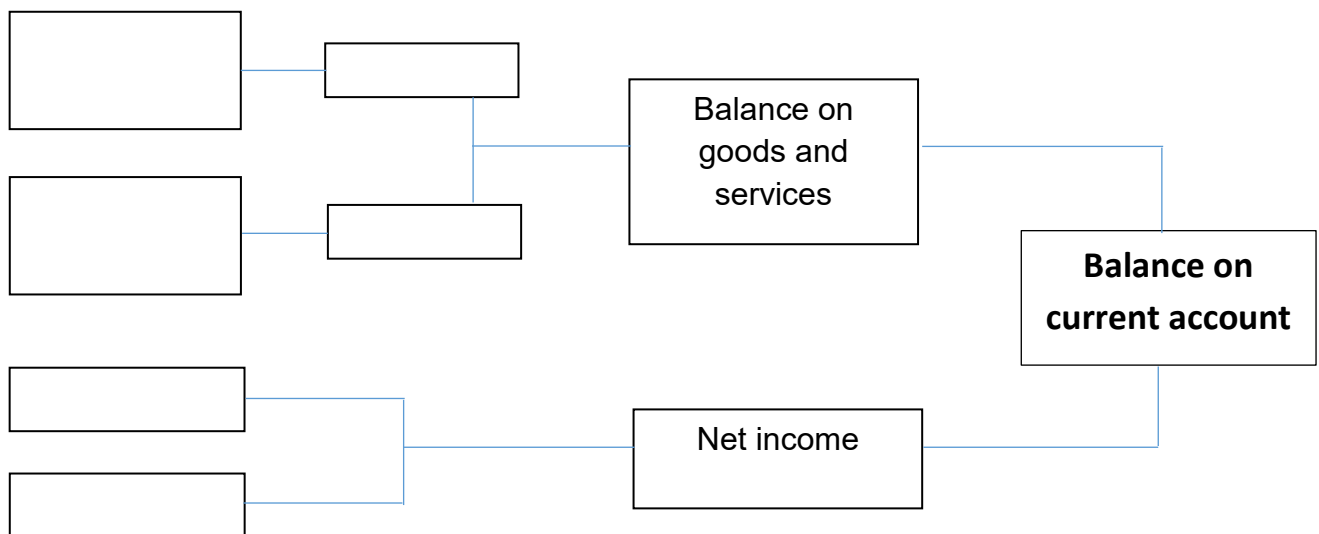 Balance on
goods and
services
Balance on
current account
Net income